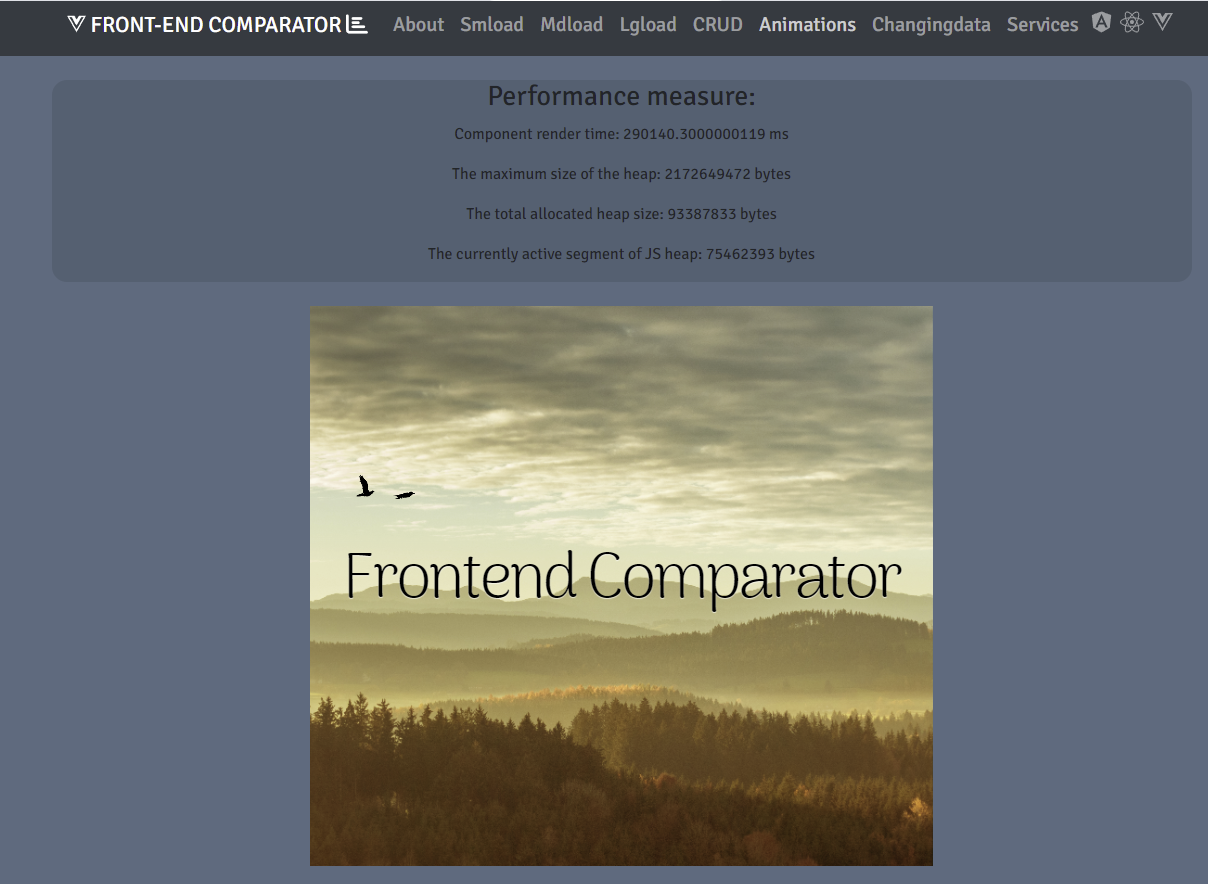 FRONT-END COMPARATOR About Smload Mdload Lgload CRUD Animations Changingdata Services
Performance measure:
Component render time: 290140.3000000119 ms
The maximum size of the heap: 2172649472 bytes
The total allocated heap size: 93387833 bytes
The currently active segment of JS heap: 75462393 bytes
Frontend Comparator